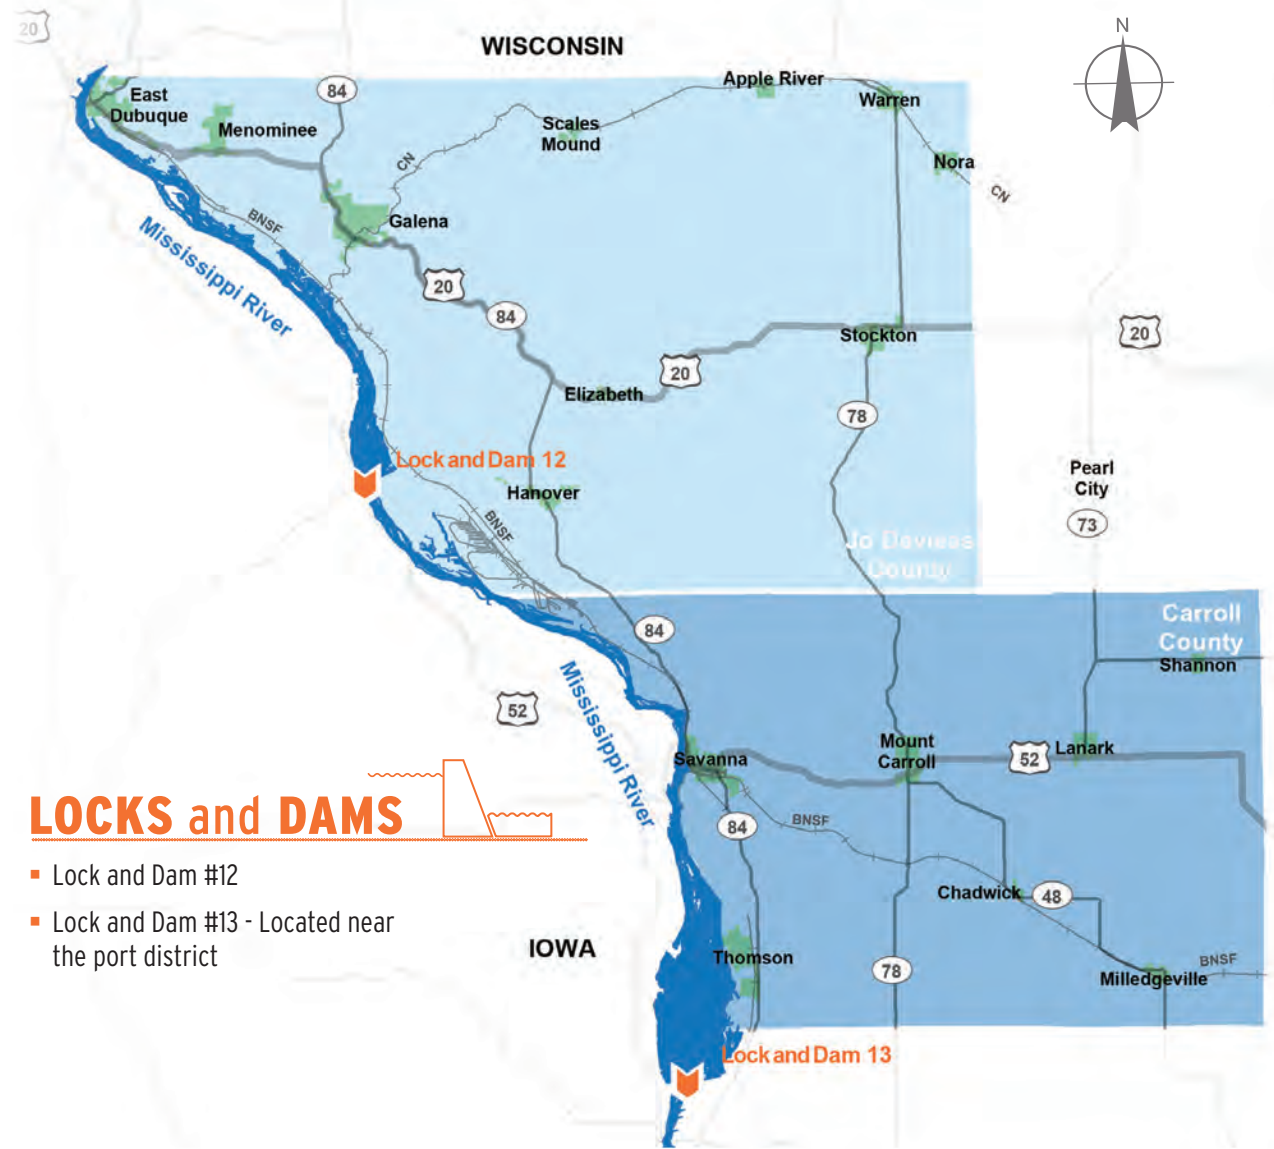 20
WISCONSIN
N
East
Dubuque
Menominee
84
Apple River
Warren
Scales
Mound
CN
Nora
CN
Galena
BNSF
Mississippi River
20
84
Stockton
20
20
Elizabeth
78
Lock and Dam 12
Hanover
BNSF
Pearl
City
73
Jo Daviess
County
Carroll
County
Shannon
84
Mississippi River
52
Savanna
Mount
Carroll
52
Lanark
84
BNSF
Chadwick
48
LOCKS and DAMS
▪ Lock and Dam #12
▪ Lock and Dam #13 - Located near
the port district
IOWA
Thomson
78
BNSF
Milledgeville
Lock and Dam 13